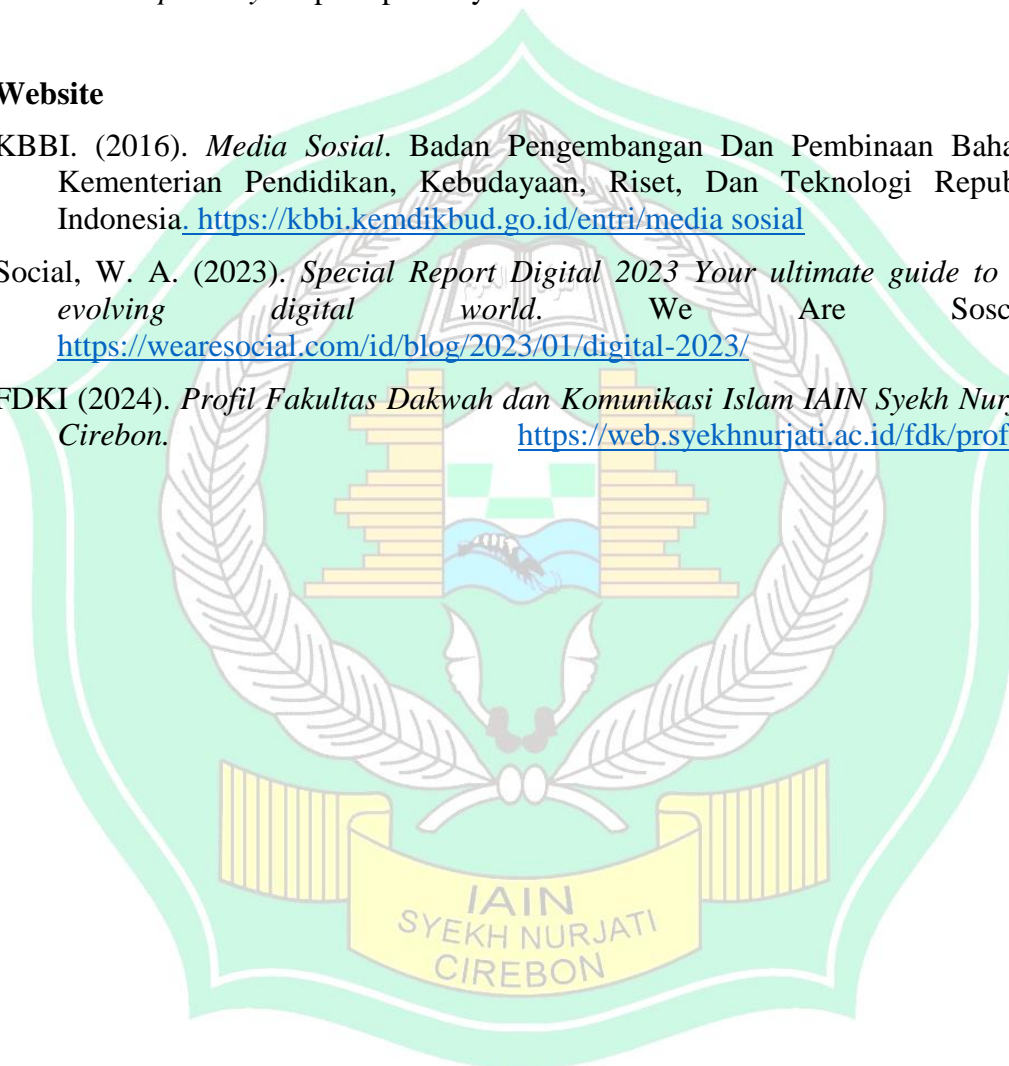 Website
KBBI. (2016). Media Sosial. Badan Pengembangan Dan Pembinaan Baha
Kementerian Pendidikan, Kebudayaan, Riset, Dan Teknologi Repub
Indonesia. https://kbbi.kemdikbud.go.id/entri/media sosial
Social, W. A. (2023). Special Report Digital 2023 Your ultimate guide to
evolving digital world. We Are Sosc
https://wearesocial.com/id/blog/2023/01/digital-2023/
FDKI (2024). Profil Fakultas Dakwah dan Komunikasi Islam IAIN Syekh Nurj
Cirebon. https://web.syekhnurjati.ac.id/fdk/prof
IAIN
SYEKH NURJATI
CIREBON